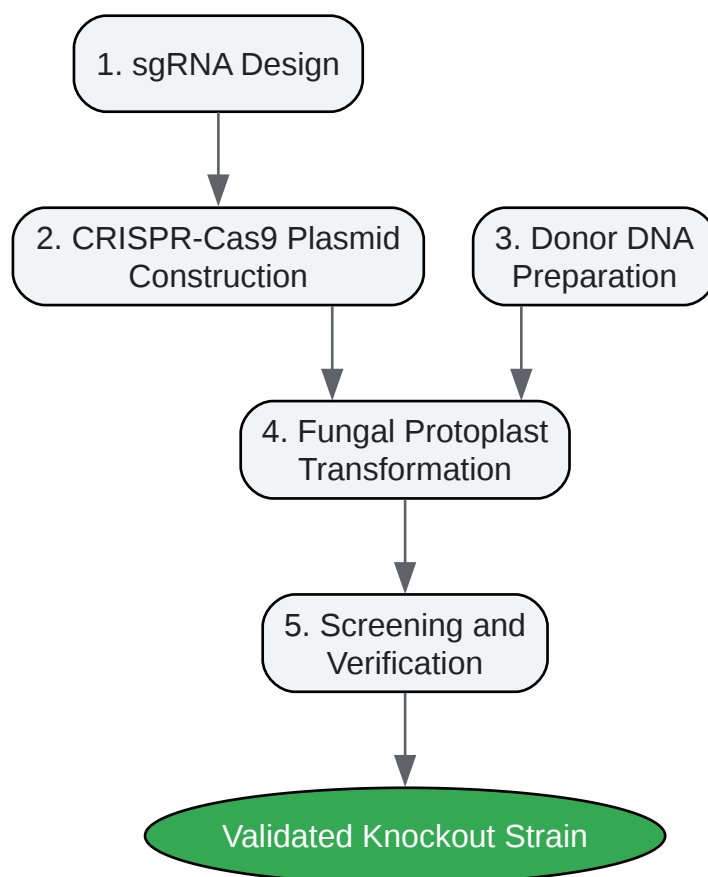 1. sgRNA Design
2. CRISPR-Cas9 Plasmid
Construction
3. Donor DNA
Preparation
4. Fungal Protoplast
Transformation
5. Screening and
Verification
Validated Knockout Strain